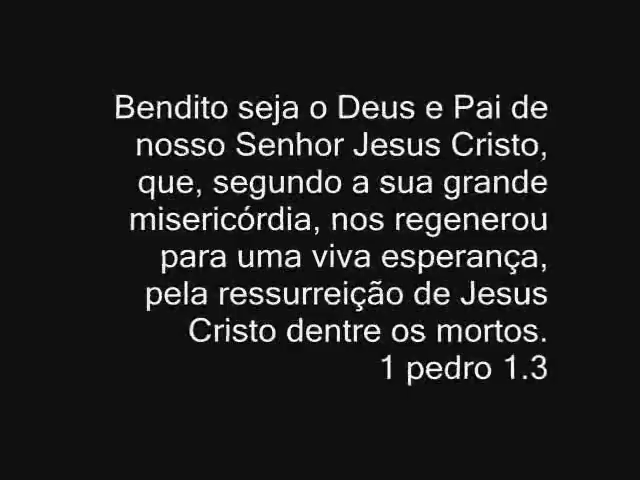 Bendito seja o Deus e Pai de
nosso Senhor Jesus Cristo,
que, segundo a sua grande
misericórdia, nos regenerou
para uma viva esperança,
pela ressurreição de Jesus
Cristo dentre os mortos.
1 pedro 1.3